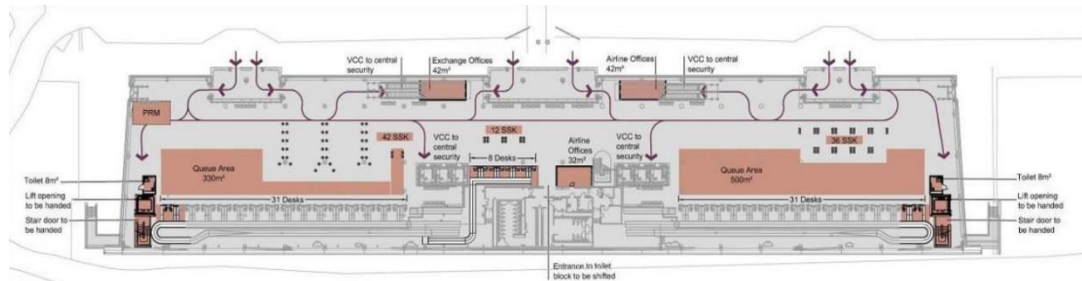 VCC to central
security
Exchange Offices
42m²
Airline Offices
42m²
VCC to central
security
PRM
42 SSK
VCC to
central
security
12 SSK
8 Desks
Airline
Offices
32m²
VCC to
central
security
36 SSK
Queue Area
330m²
Queue Area
500m²
Toilet 8m²
Lift opening
to be handed
Stair door to
be handed
31 Desks
31 Desks
Toilet 8m²
Lift opening
to be handed
Stair door to
be handed
Entrance to toilet
block to be shifted